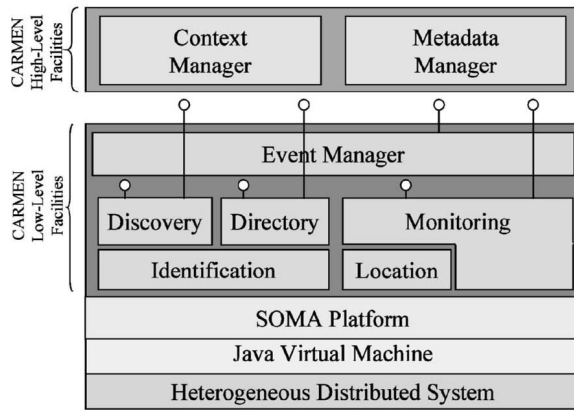 CARMEN
High-Level
Facilities
Context
Manager
Metadata
Manager
CARMEN
Low-Level
Facilities
Event Manager
Discovery
Directory
Monitoring
Identification
Location
SOMA Platform
Java Virtual Machine
Heterogeneous Distributed System